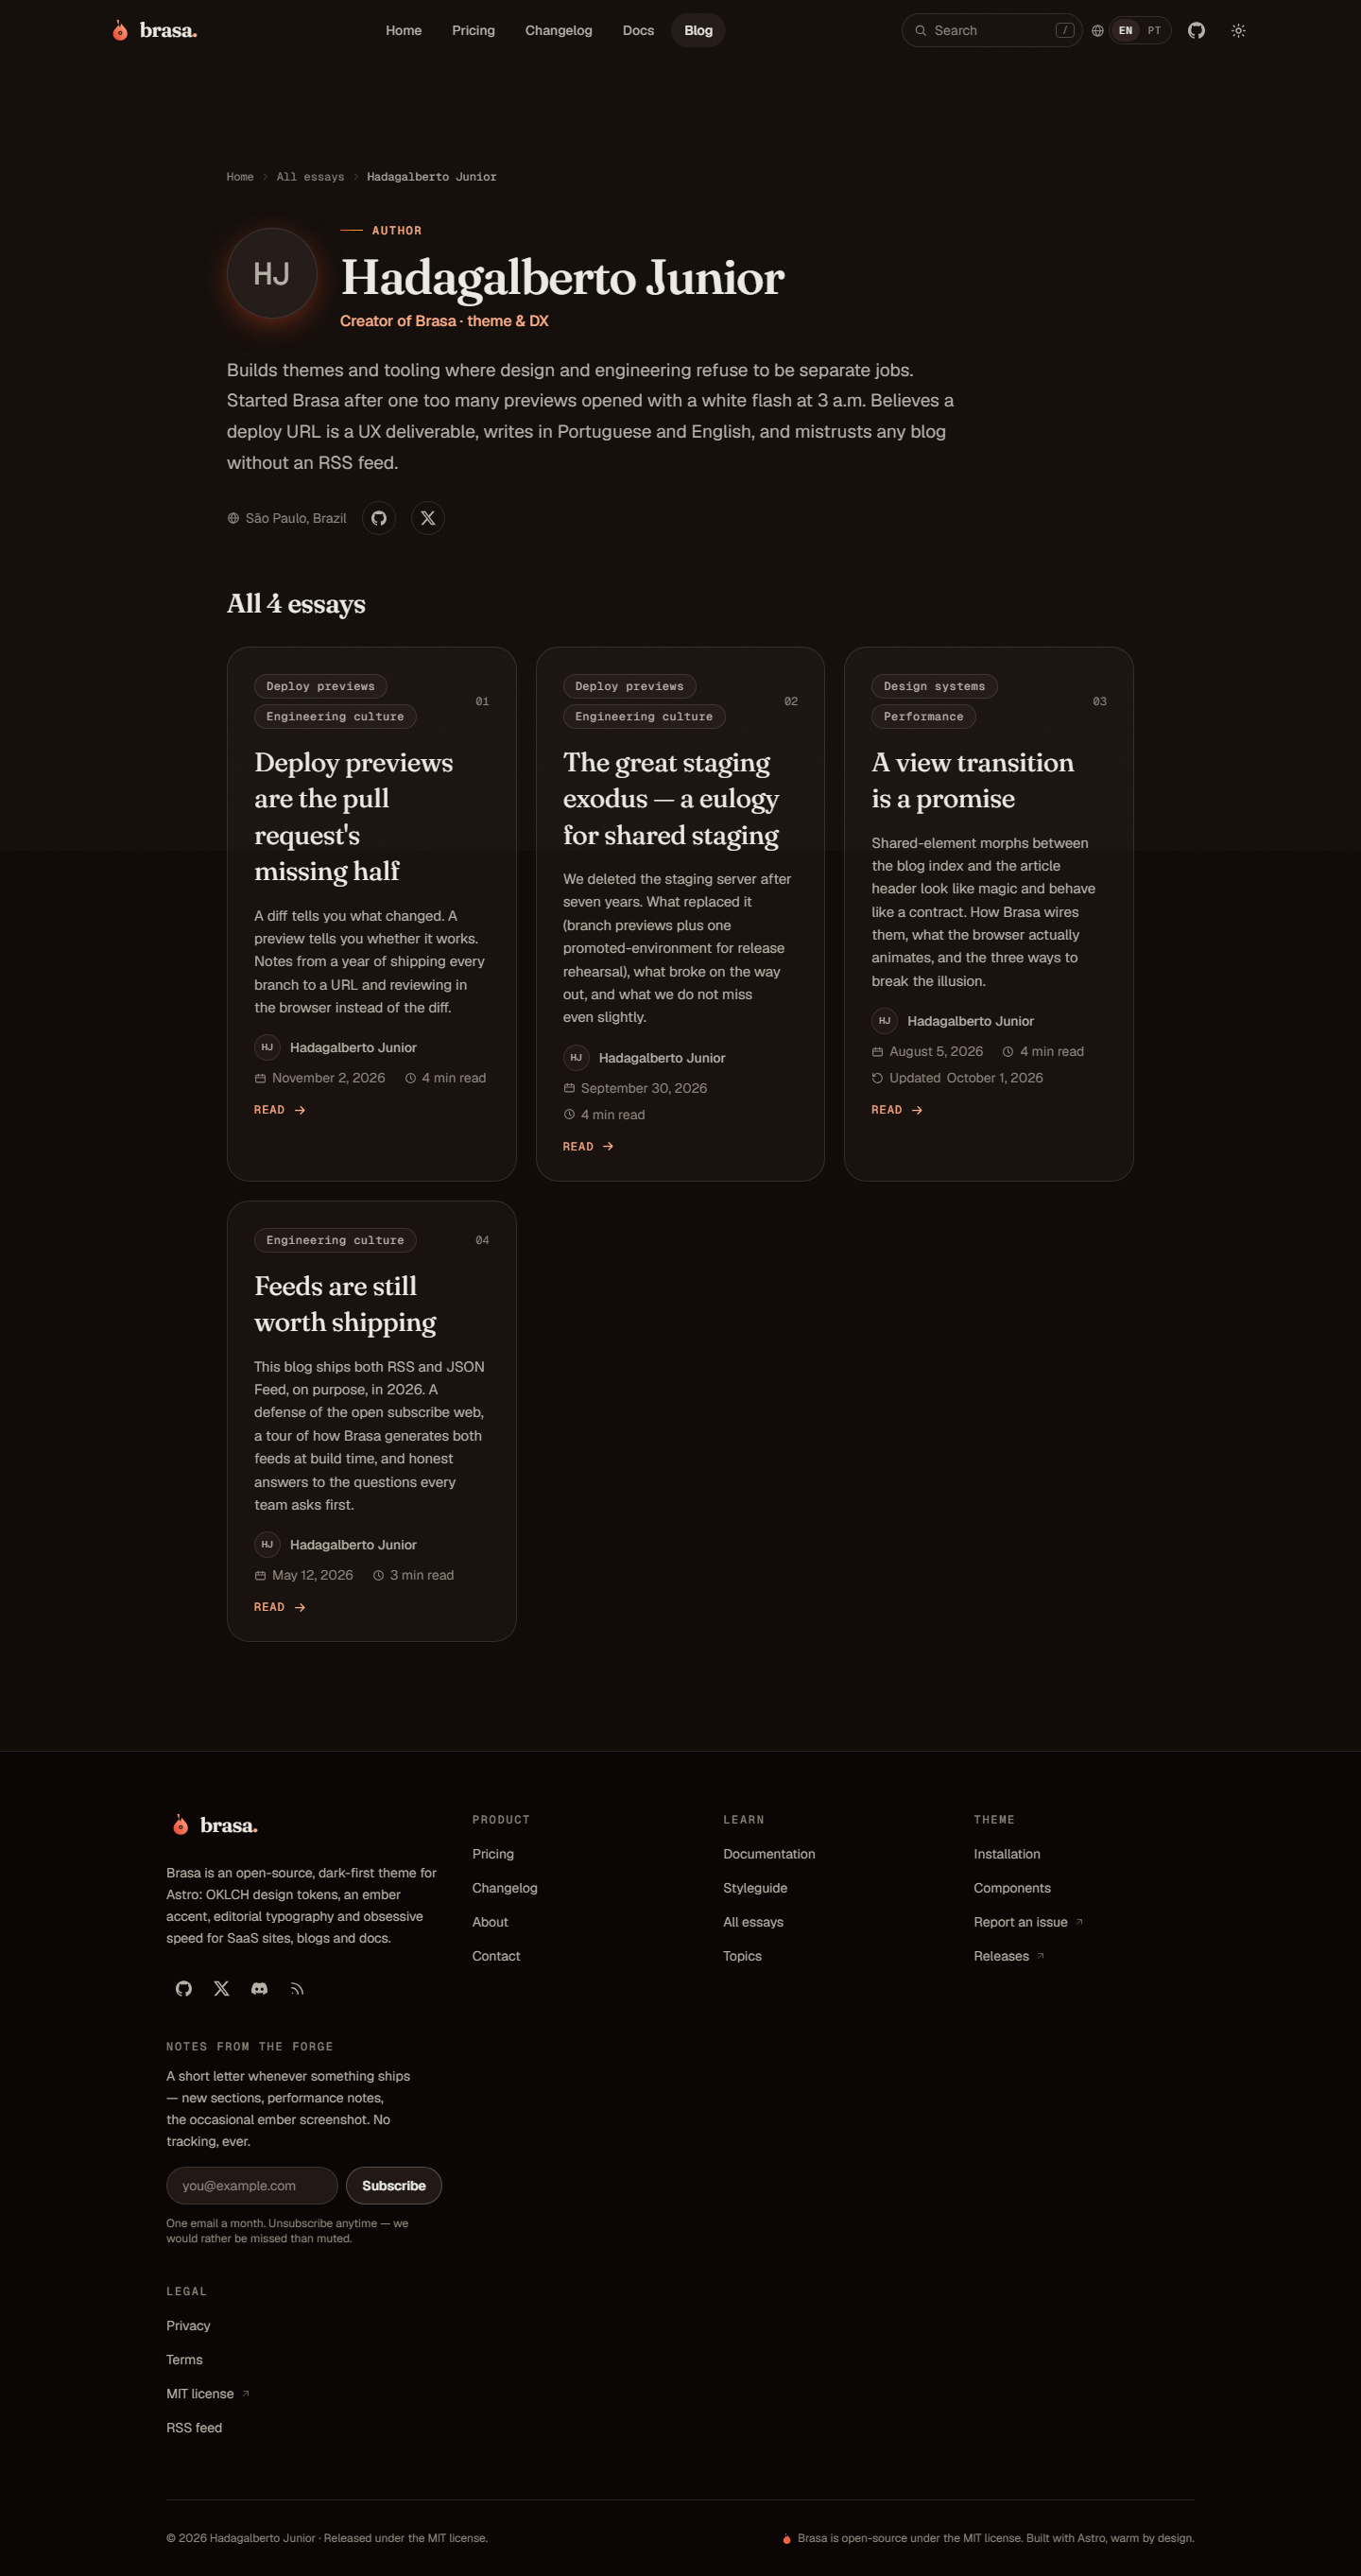 brasa.
Home Pricing Changelog Docs Blog
Search / EN PT
Home > All essays > Hadagalberto Junior
HJ
AUTHOR
Hadagalberto Junior
Creator of Brasa · theme & DX
Builds themes and tooling where design and engineering refuse to be separate jobs.
Started Brasa after one too many previews opened with a white flash at 3 a.m. Believes a
deploy URL is a UX deliverable, writes in Portuguese and English, and mistrusts any blog
without an RSS feed.
São Paulo, Brazil
All 4 essays
Deploy previews
Engineering culture
01
Deploy previews
are the pull
request's
missing half
A diff tells you what changed. A
preview tells you whether it works.
Notes from a year of shipping every
branch to a URL and reviewing in
the browser instead of the diff.
HJ Hadagalberto Junior
November 2, 2026 4 min read
READ →
Deploy previews
Engineering culture
02
The great staging
exodus — a eulogy
for shared staging
We deleted the staging server after
seven years. What replaced it
(branch previews plus one
promoted-environment for release
rehearsal), what broke on the way
out, and what we do not miss
even slightly.
HJ Hadagalberto Junior
September 30, 2026
4 min read
READ →
Design systems
Performance
03
A view transition
is a promise
Shared-element morphs between
the blog index and the article
header look like magic and behave
like a contract. How Brasa wires
them, what the browser actually
animates, and the three ways to
break the illusion.
HJ Hadagalberto Junior
August 5, 2026 4 min read
Updated October 1, 2026
READ →
Engineering culture
04
Feeds are still
worth shipping
This blog ships both RSS and JSON
Feed, on purpose, in 2026. A
defense of the open subscribe web,
a tour of how Brasa generates both
feeds at build time, and honest
answers to the questions every
team asks first.
HJ Hadagalberto Junior
May 12, 2026 3 min read
READ →
brasa.
Brasa is an open-source, dark-first theme for
Astro: OKLCH design tokens, an ember
accent, editorial typography and obsessive
speed for SaaS sites, blogs and docs.
PRODUCT
Pricing
Changelog
About
Contact
LEARN
Documentation
Styleguide
All essays
Topics
THEME
Installation
Components
Report an issue ↗
Releases ↗
NOTES FROM THE FORGE
A short letter whenever something ships
— new sections, performance notes,
the occasional ember screenshot. No
tracking, ever.
you@example.com Subscribe
One email a month. Unsubscribe anytime — we
would rather be missed than muted.
LEGAL
Privacy
Terms
MIT license ↗
RSS feed
© 2026 Hadagalberto Junior · Released under the MIT license.
Brasa is open-source under the MIT license. Built with Astro, warm by design.